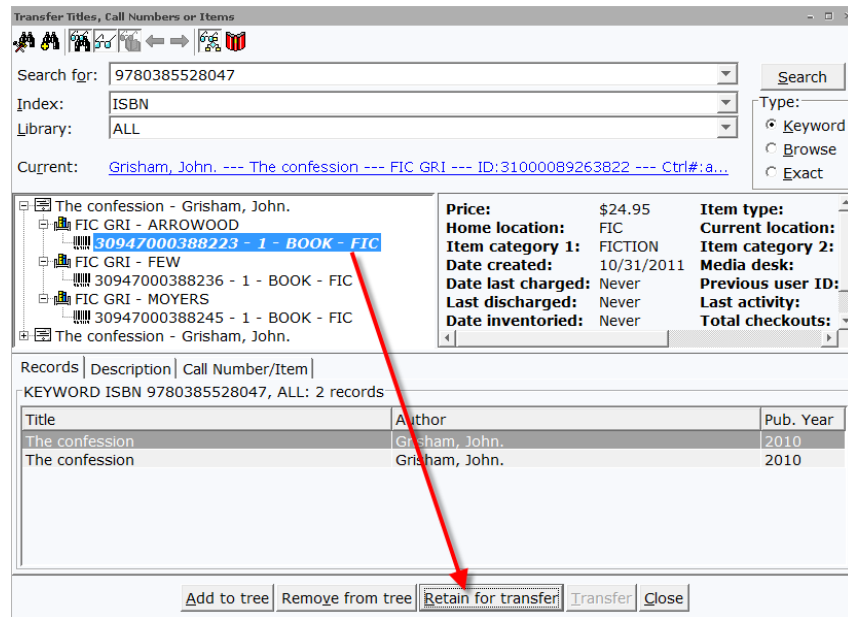 Transfer Titles, Call Numbers or Items
Search for: 9780385528047 Search
Index: ISBN Type:
Library: ALL Keyword
Browse
Current: Grisham, John. --- The confession --- FIC GRI --- ID:31000089263822 --- Ctrl#:a... Exact
The confession - Grisham, John.
FIC GRI - ARROWOOD
30947000388223 - 1 - BOOK - FIC
FIC GRI - FEW
30947000388236 - 1 - BOOK - FIC
FIC GRI - MOYERS
30947000388245 - 1 - BOOK - FIC
The confession - Grisham, John.
Price: $24.95 Item type:
Home location: FIC Current location:
Item category 1: FICTION Item category 2:
Date created: 10/31/2011 Media desk:
Date last charged: Never Previous user ID:
Last discharged: Never Last activity:
Date inventoried: Never Total checkouts:
Records Description Call Number/Item
KEYWORD ISBN 9780385528047, ALL: 2 records
Title Author Pub. Year
The confession Grisham, John. 2010
The confession Grisham, John. 2010
Add to tree Remove from tree Retain for transfer Transfer Close